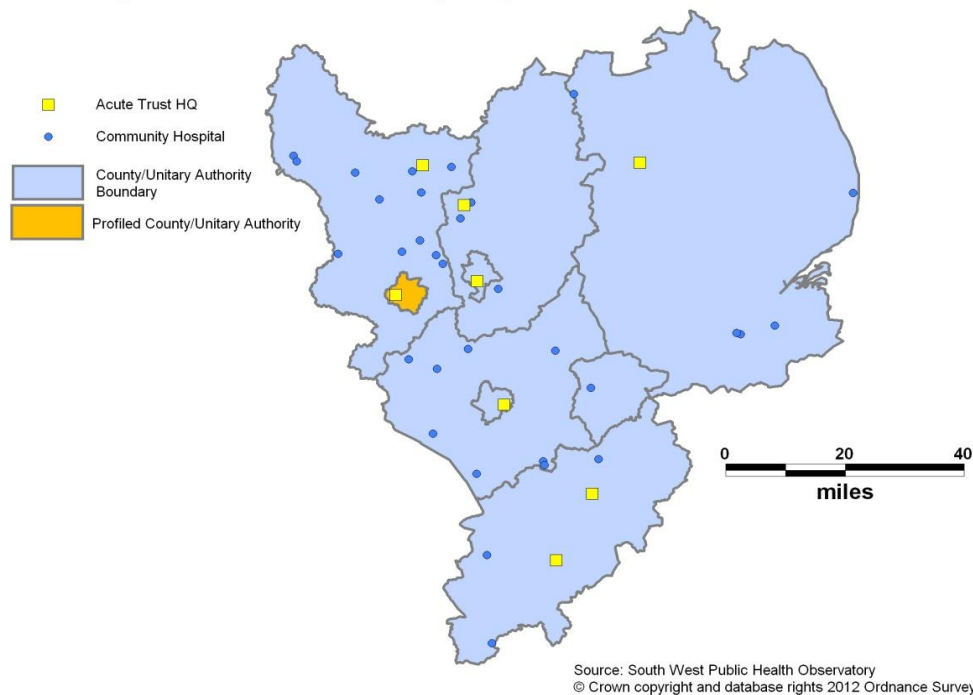 Acute Trust HQ
Community Hospital
County/Unitary Authority
Boundary
Profiled County/Unitary Authority
0 20 40
miles
Source: South West Public Health Observatory
© Crown copyright and database rights 2012 Ordnance Survey